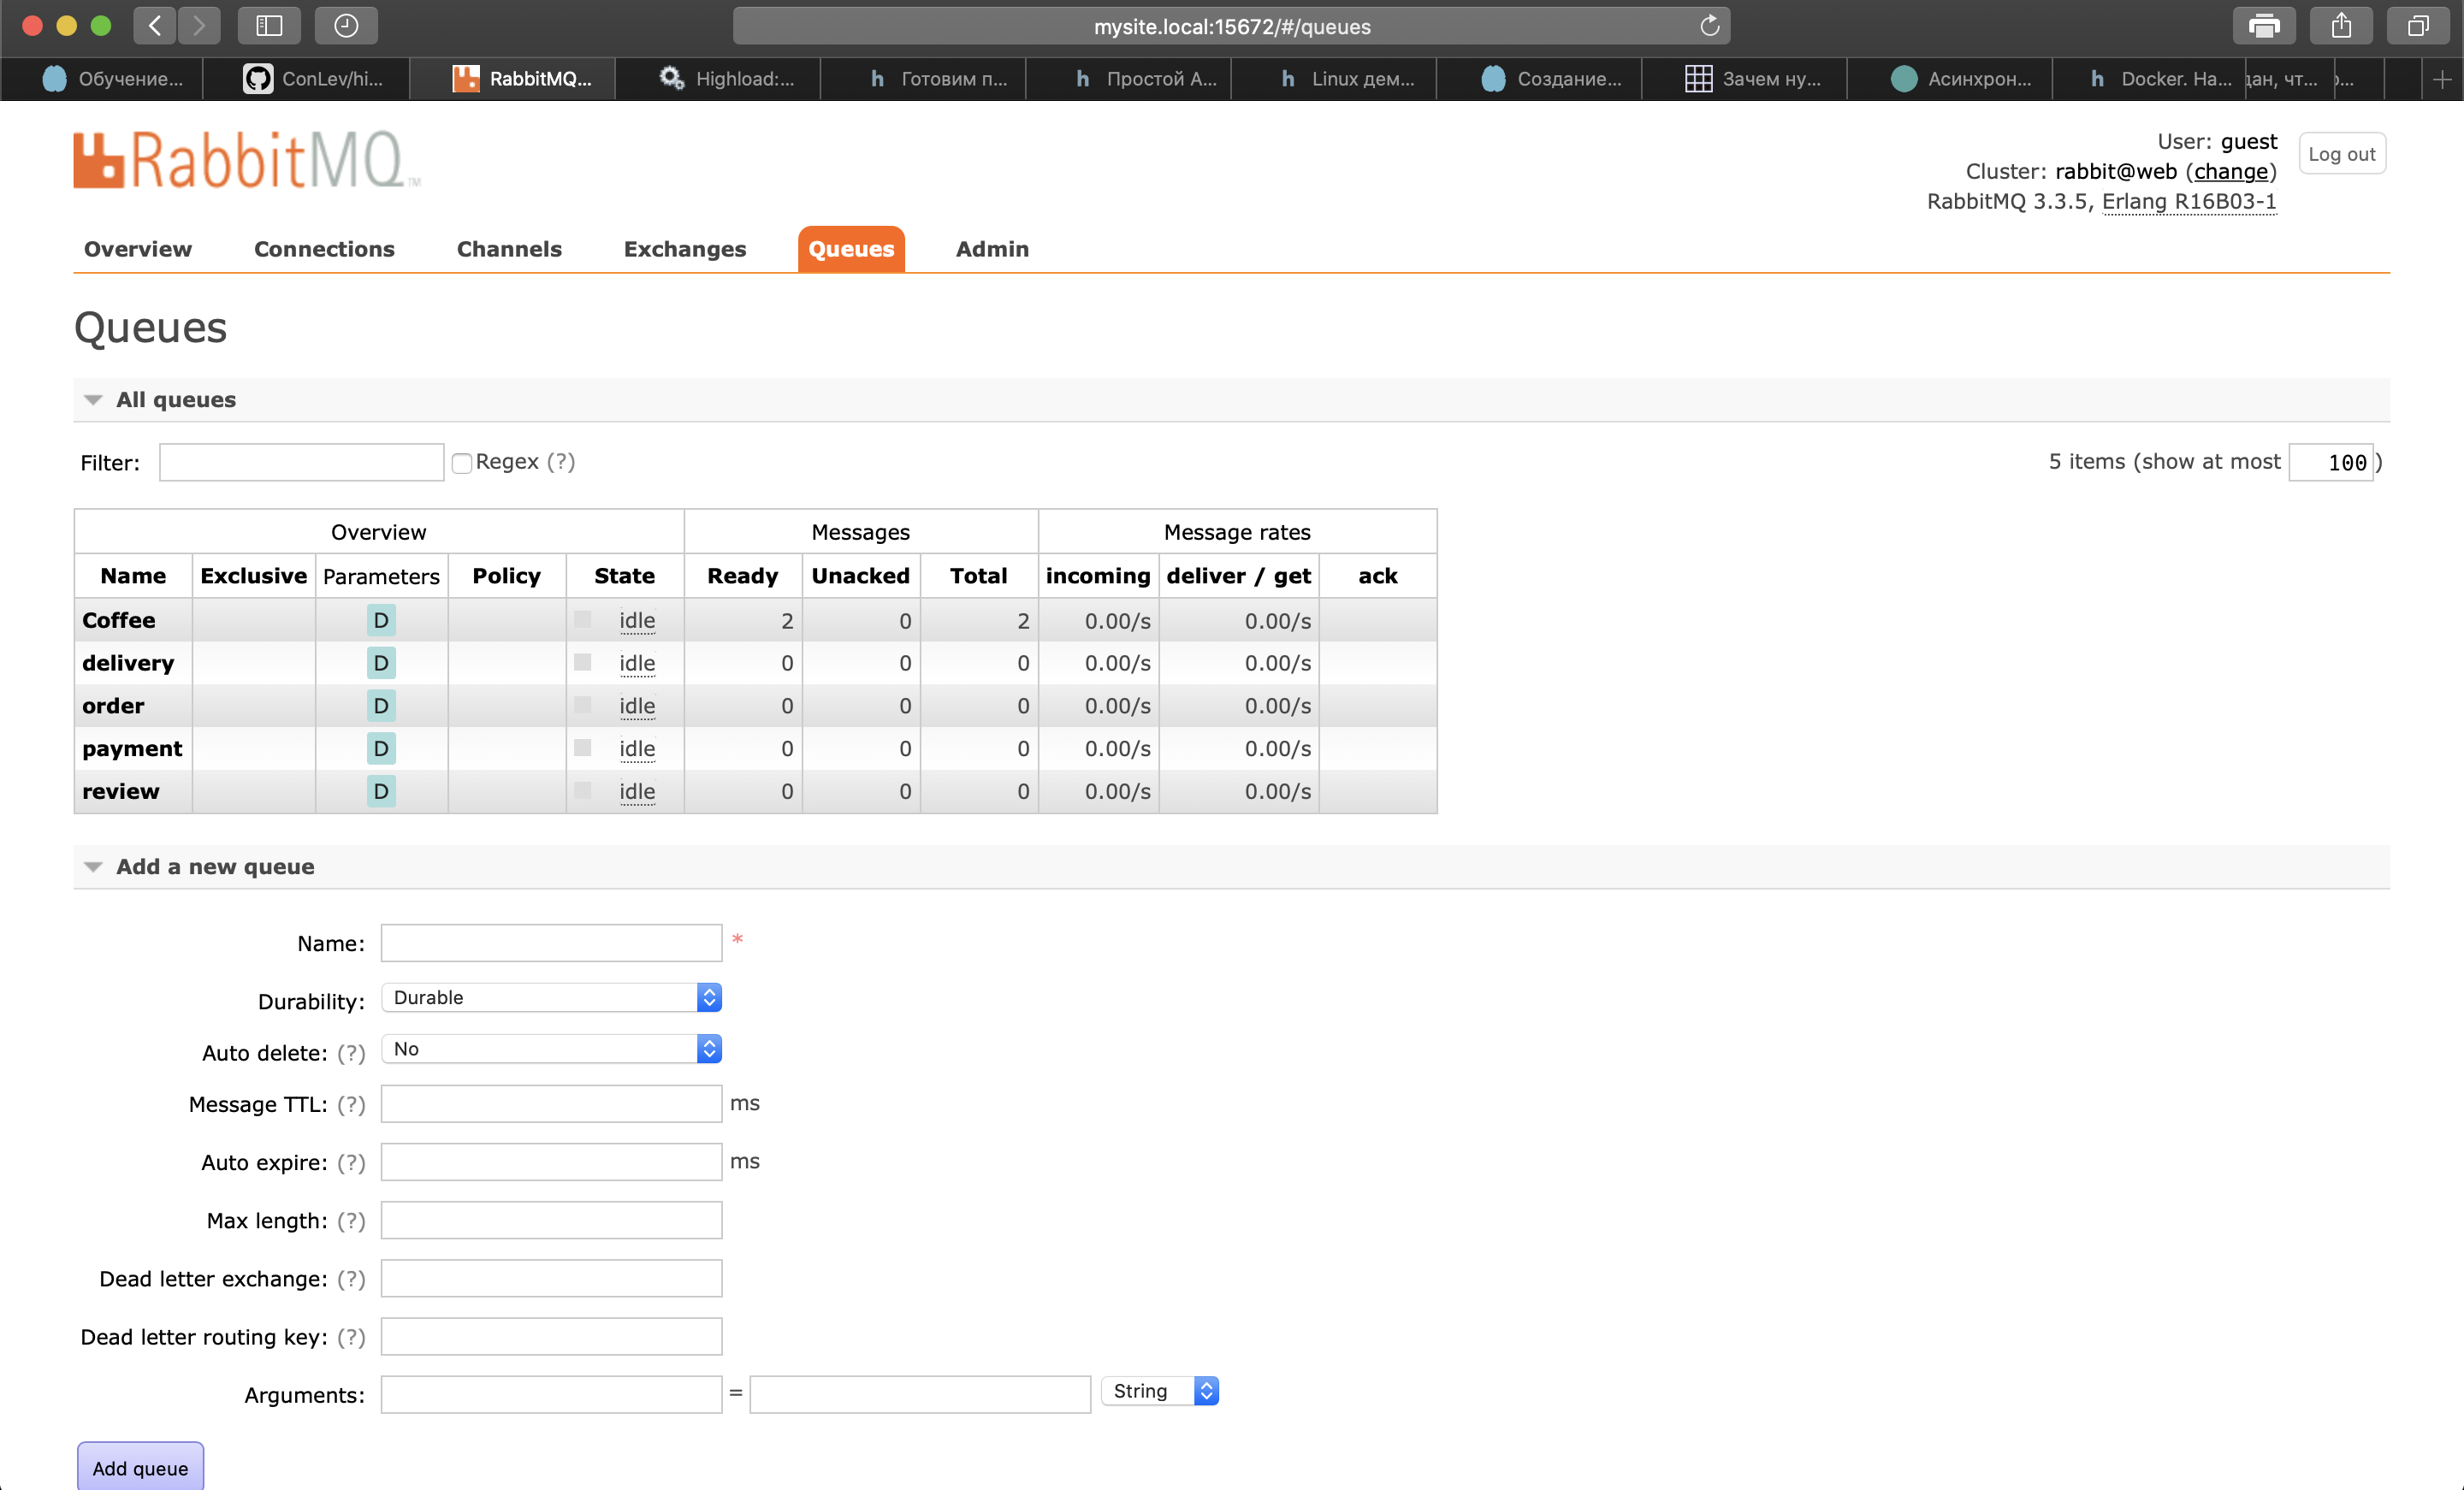 mysite.local:15672/#/queues
Обучение... ConLev/hi... RabbitMQ... Highload:... Готовим п... Простой А... Linux дем... Создание... Зачем ну... Асинхрон... Docker. На... чт...
RabbitMQ™
User: guest
Log out
Cluster: rabbit@web (change)
RabbitMQ 3.3.5, Erlang R16B03-1
Overview Connections Channels Exchanges Queues Admin
Queues
All queues
Filter: Regex (?) 5 items (show at most 100 )
Overview Messages Message rates
Name Exclusive Parameters Policy State Ready Unacked Total incoming deliver / get ack
Coffee D idle 2 0 2 0.00/s 0.00/s
delivery D idle 0 0 0 0.00/s 0.00/s
order D idle 0 0 0 0.00/s 0.00/s
payment D idle 0 0 0 0.00/s 0.00/s
review D idle 0 0 0 0.00/s 0.00/s
Add a new queue
Name: *
Durability: Durable
Auto delete: (?) No
Message TTL: (?) ms
Auto expire: (?) ms
Max length: (?)
Dead letter exchange: (?)
Dead letter routing key: (?)
Arguments: = String
Add queue